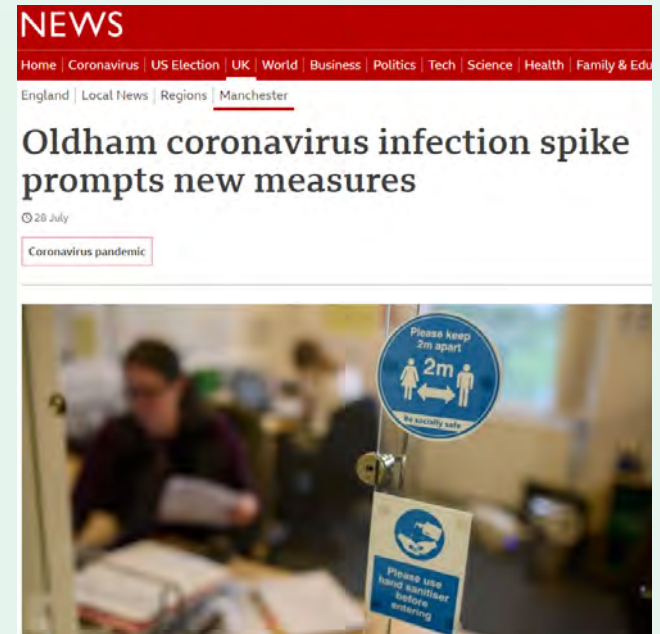 NEWS
Home | Coronavirus | US Election | UK | World | Business | Politics | Tech | Science | Health | Family & Edu
England | Local News | Regions | Manchester
Oldham coronavirus infection spike
prompts new measures
28 July
Coronavirus pandemic
Please keep
2m apart
2m
Be socially safe
Please use
hand sanitiser
before
entering